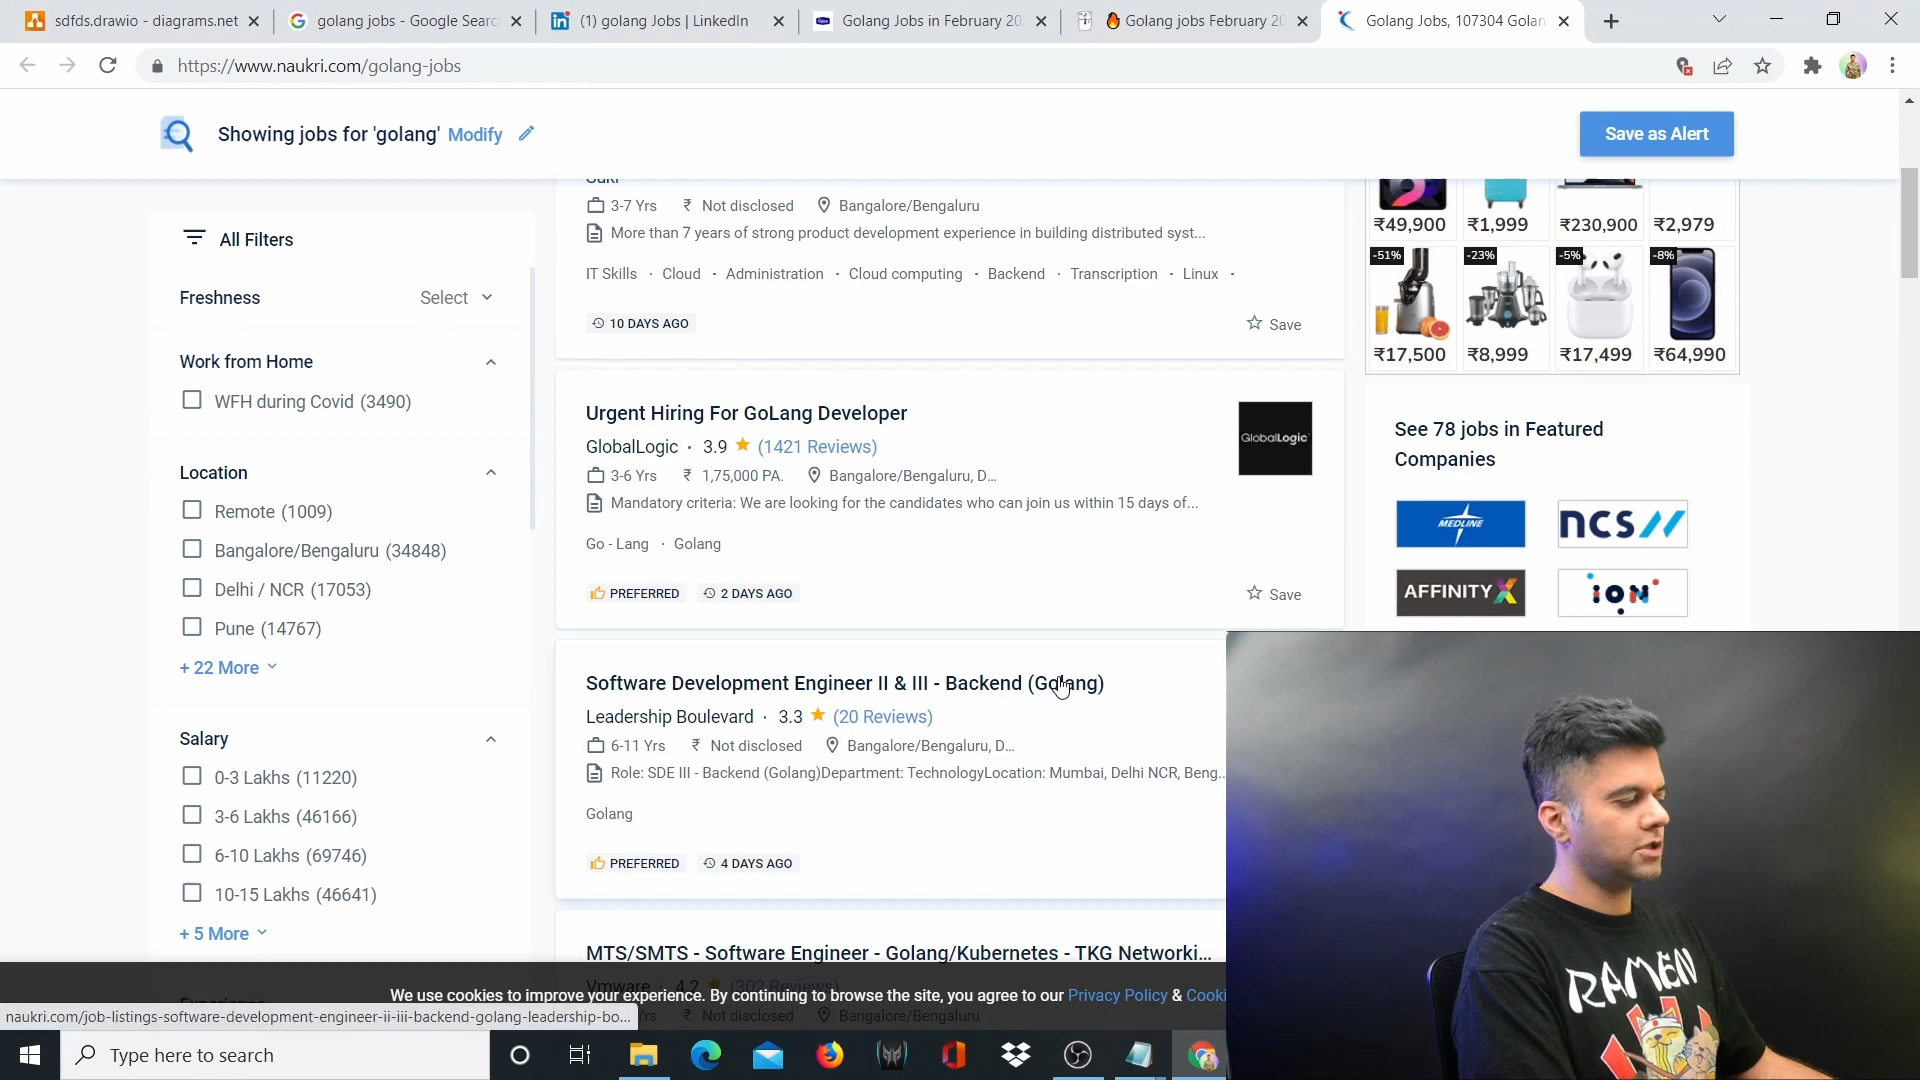 sdfds.drawio - diagrams.net
golang jobs - Google Searc
(1) golang Jobs | LinkedIn
Golang Jobs in February 20
🔥 Golang jobs February 20
Golang Jobs, 107304 Golan
https://www.naukri.com/golang-jobs
Showing jobs for 'golang' Modify
Save as Alert
All Filters
Freshness Select
Work from Home
WFH during Covid (3490)
Location
Remote (1009)
Bangalore/Bengaluru (34848)
Delhi / NCR (17053)
Pune (14767)
+ 22 More
Salary
0-3 Lakhs (11220)
3-6 Lakhs (46166)
6-10 Lakhs (69746)
10-15 Lakhs (46641)
+ 5 More
3-7 Yrs ₹ Not disclosed Bangalore/Bengaluru
More than 7 years of strong product development experience in building distributed syst...
IT Skills · Cloud · Administration · Cloud computing · Backend · Transcription · Linux ·
10 DAYS AGO Save
Urgent Hiring For GoLang Developer
GlobalLogic · 3.9 ★ (1421 Reviews)
GlobalLogic
3-6 Yrs ₹ 1,75,000 PA. Bangalore/Bengaluru, D...
Mandatory criteria: We are looking for the candidates who can join us within 15 days of...
Go - Lang · Golang
PREFERRED 2 DAYS AGO Save
Software Development Engineer II & III - Backend (Golang)
Leadership Boulevard · 3.3 ★ (20 Reviews)
6-11 Yrs ₹ Not disclosed Bangalore/Bengaluru, D...
Role: SDE III - Backend (Golang)Department: TechnologyLocation: Mumbai, Delhi NCR, Beng...
Golang
PREFERRED 4 DAYS AGO
MTS/SMTS - Software Engineer - Golang/Kubernetes - TKG Networki...
Vmware 4.2 (302 Reviews)
₹ Not disclosed Bangalore/Bengaluru
₹49,900 ₹1,999 ₹230,900 ₹2,979
-51% -23% -5% -8%
₹17,500 ₹8,999 ₹17,499 ₹64,990
See 78 jobs in Featured
Companies
MEDLINE
ncs
AFFINITY X
ION
We use cookies to improve your experience. By continuing to browse the site, you agree to our Privacy Policy & Cooki
naukri.com/job-listings-software-development-engineer-ii-iii-backend-golang-leadership-bo...
Type here to search
RAMEN